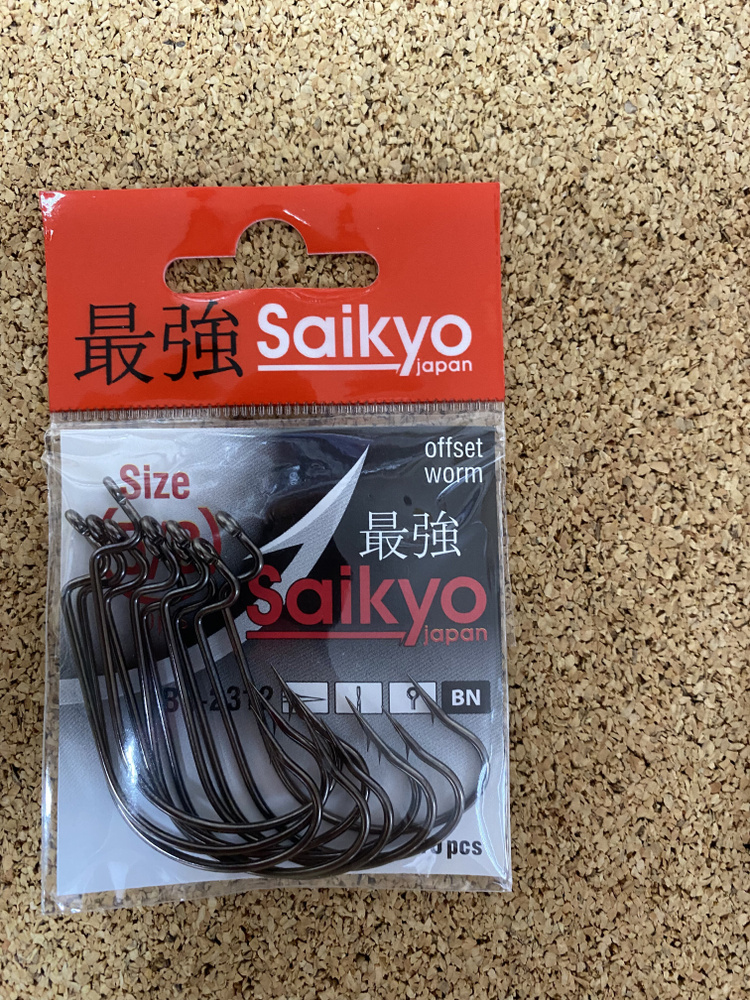 最強 Saikyo
japan
offset
worm
Size
最強
Saikyo
japan
BN
pcs